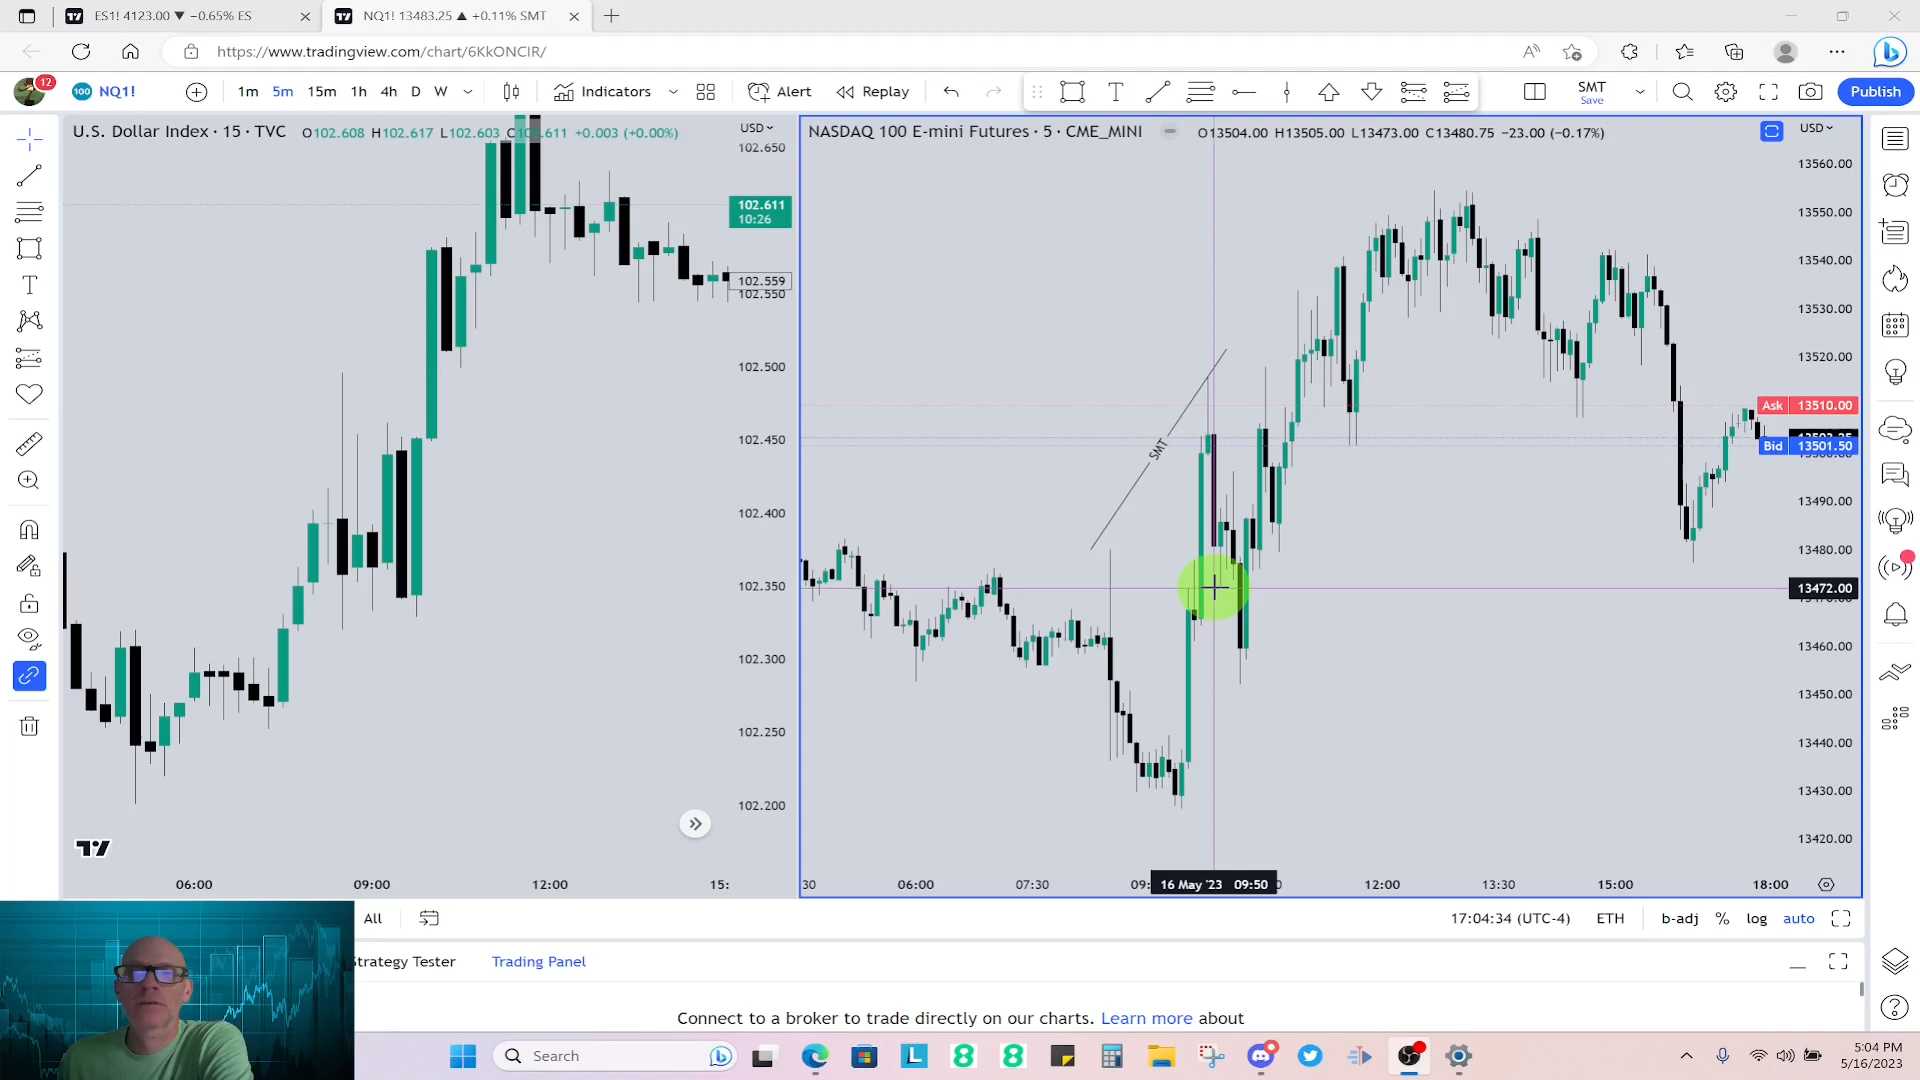 ES1! 4123.00 ▼ −0.65% ES
NQ1! 13483.25 ▲ +0.11% SMT
https://www.tradingview.com/chart/6KkONCIR/
12
100 NQ1!
1m 5m 15m 1h 4h D W
Indicators
Alert
Replay
T
SMT
Save
Publish
U.S. Dollar Index · 15 · TVC O102.608 H102.617 L102.603 C102.611 +0.003 (+0.00%)
USD
102.650
102.611
10:26
102.559
102.550
102.500
102.450
102.400
102.350
102.300
102.250
102.200
06:00 09:00 12:00 15:
NASDAQ 100 E-mini Futures · 5 · CME_MINI O13504.00 H13505.00 L13473.00 C13480.75 −23.00 (−0.17%)
USD
13560.00
13550.00
13540.00
13530.00
13520.00
Ask 13510.00
Bid 13501.50
13490.00
13480.00
13472.00
13460.00
13450.00
13440.00
13430.00
13420.00
SMT
30 06:00 07:30 09: 16 May '23 09:50 12:00 13:30 15:00 18:00
All
17:04:34 (UTC-4) ETH b-adj % log auto
Strategy Tester Trading Panel
Connect to a broker to trade directly on our charts. Learn more about
Search
5:04 PM
5/16/2023